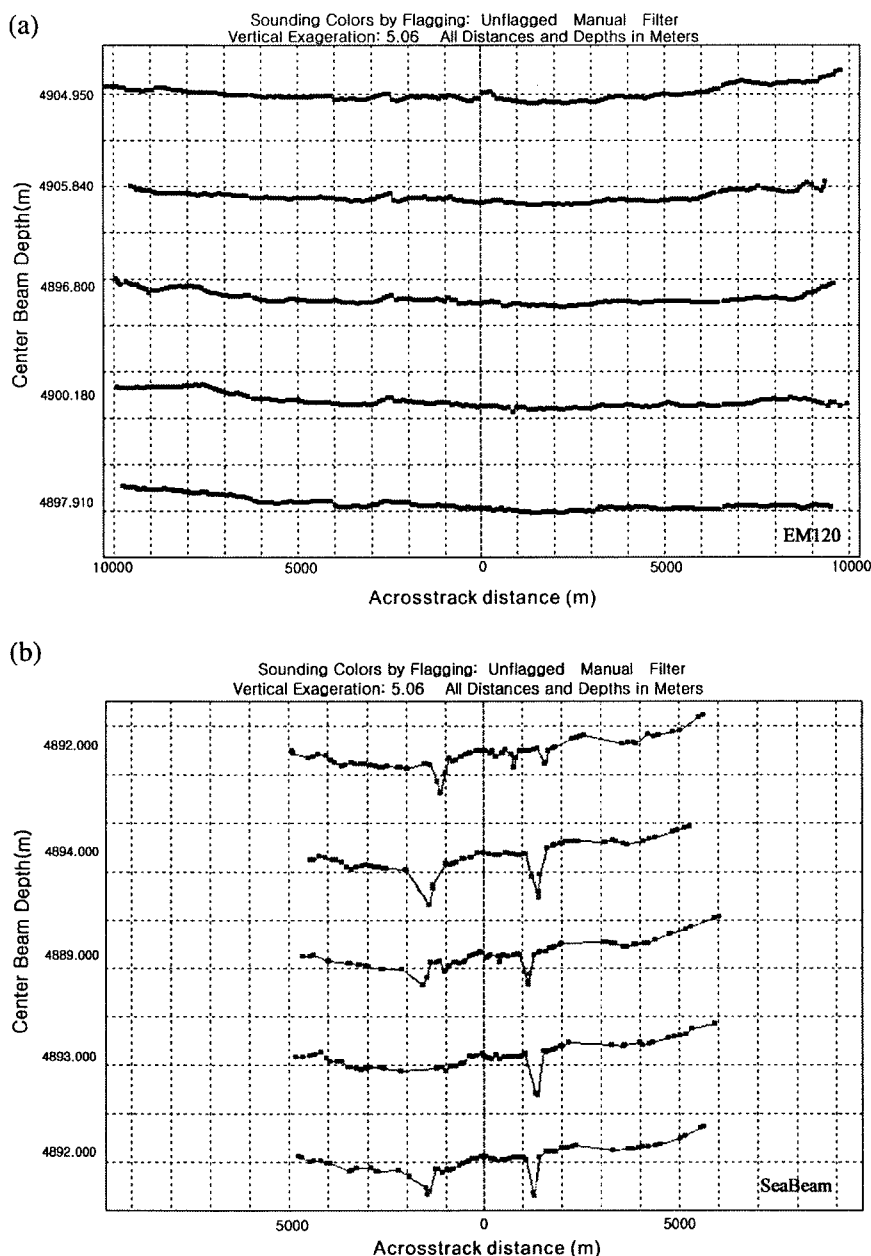 (a)
Sounding Colors by Flagging: Unflagged Manual Filter
Vertical Exageration: 5.06 All Distances and Depths in Meters
Center Beam Depth(m)
4904.950
4905.840
4896.800
4900.180
4897.910
EM120
10000 5000 0 5000 10000
Acrosstrack distance (m)
(b)
Sounding Colors by Flagging: Unflagged Manual Filter
Vertical Exageration: 5.06 All Distances and Depths in Meters
Center Beam Depth(m)
4892.000
4894.000
4889.000
4893.000
4892.000
SeaBeam
5000 0 5000
Acrosstrack distance (m)